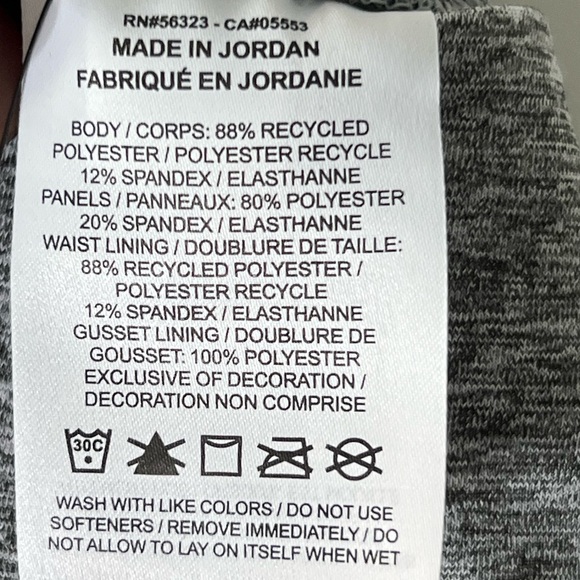 RN#56323 - CA#05553
MADE IN JORDAN
FABRIQUÉ EN JORDANIE
BODY / CORPS: 88% RECYCLED
POLYESTER / POLYESTER RECYCLE
12% SPANDEX / ELASTHANNE
PANELS / PANNEAUX: 80% POLYESTER
20% SPANDEX / ELASTHANNE
WAIST LINING / DOUBLURE DE TAILLE:
88% RECYCLED POLYESTER /
POLYESTER RECYCLE
12% SPANDEX / ELASTHANNE
GUSSET LINING / DOUBLURE DE
GOUSSET: 100% POLYESTER
EXCLUSIVE OF DECORATION /
DECORATION NON COMPRISE
30C
WASH WITH LIKE COLORS / DO NOT USE
SOFTENERS / REMOVE IMMEDIATELY / DO
NOT ALLOW TO LAY ON ITSELF WHEN WET